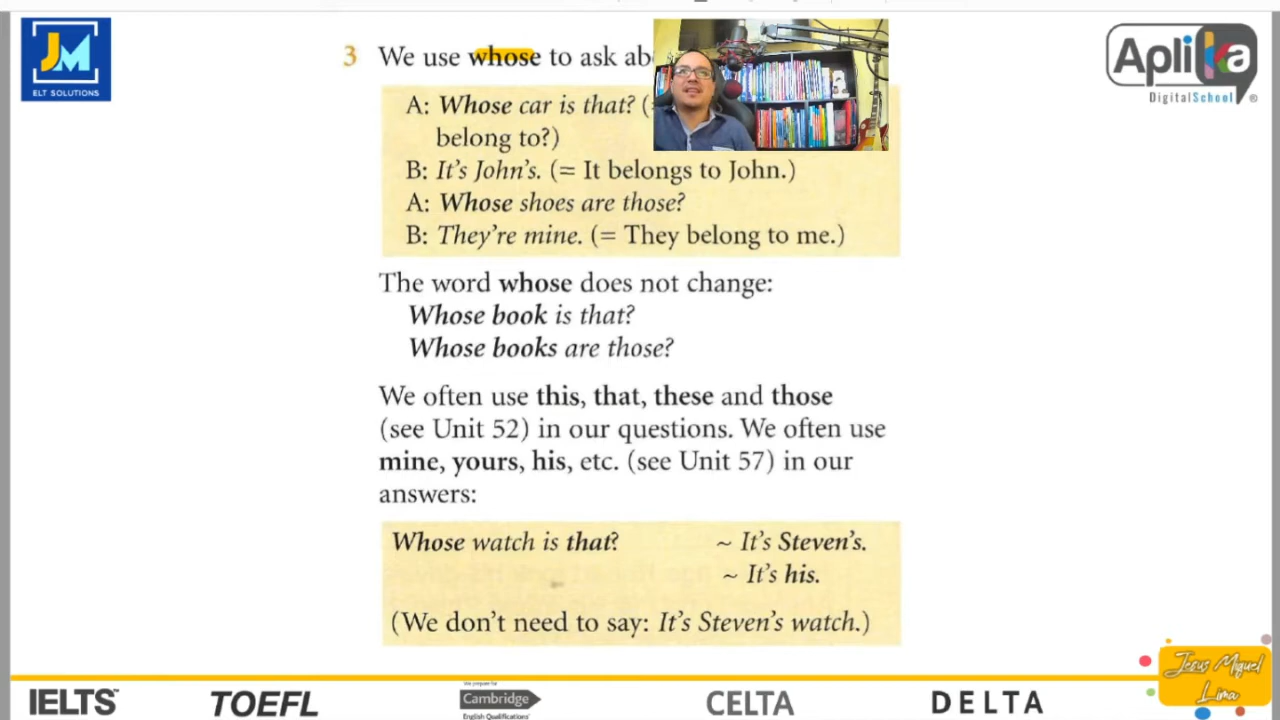 JM
ELT SOLUTIONS
Aplika
DigitalSchool ®
3 We use whose to ask ab
A: Whose car is that? (
belong to?)
B: It's John's. (= It belongs to John.)
A: Whose shoes are those?
B: They're mine. (= They belong to me.)
The word whose does not change:
Whose book is that?
Whose books are those?
We often use this, that, these and those
(see Unit 52) in our questions. We often use
mine, yours, his, etc. (see Unit 57) in our
answers:
Whose watch is that? ~ It's Steven's.
~ It's his.
(We don't need to say: It's Steven's watch.)
Jesus Miguel
Lima
We prepare for
IELTS™ TOEFL Cambridge CELTA DELTA
English Qualifications